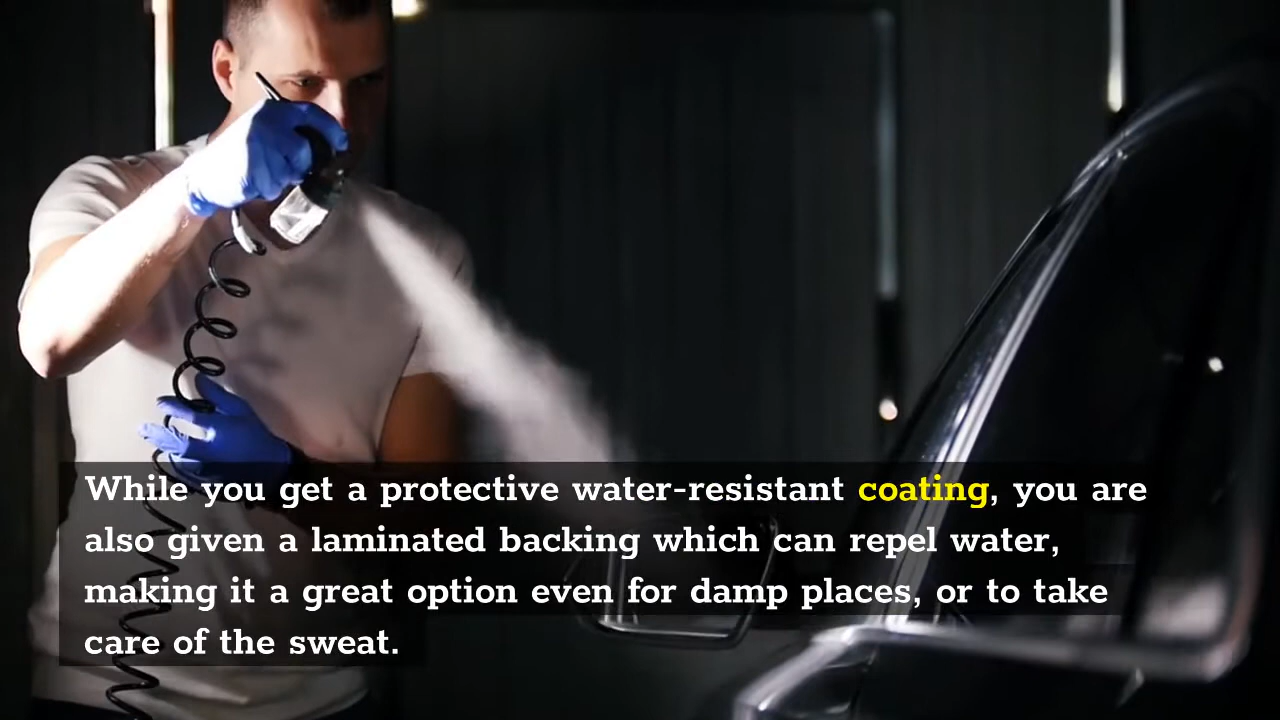 While you get a protective water-resistant coating, you are
also given a laminated backing which can repel water,
making it a great option even for damp places, or to take
care of the sweat.